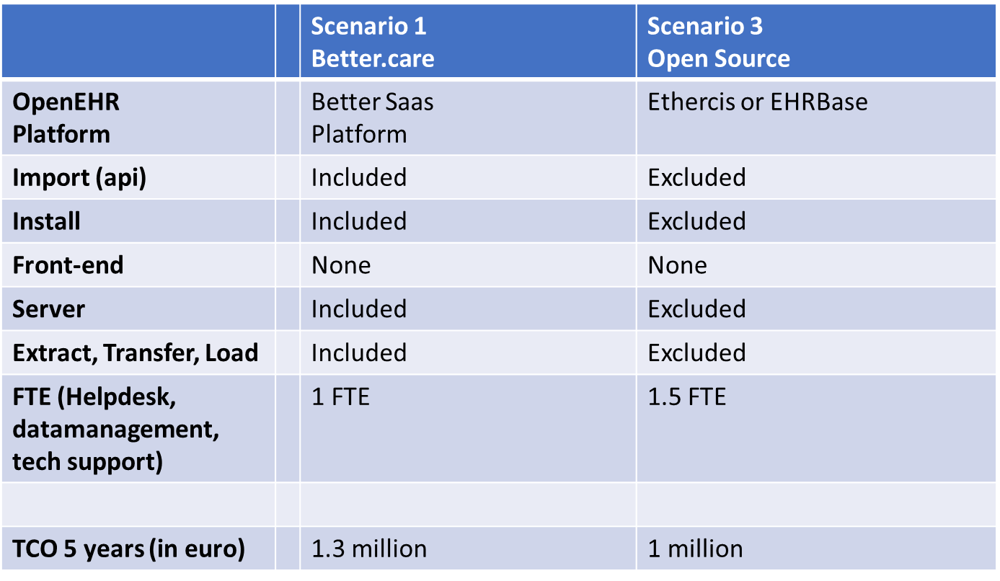 Scenario 1
Better.care
Scenario 3
Open Source
OpenEHR
Platform
Better Saas
Platform
Ethercis or EHRBase
Import (api)
Included
Excluded
Install
Included
Excluded
Front-end
None
None
Server
Included
Excluded
Extract, Transfer, Load
Included
Excluded
FTE (Helpdesk,
datamanagement,
tech support)
1 FTE
1.5 FTE
TCO 5 years (in euro)
1.3 million
1 million